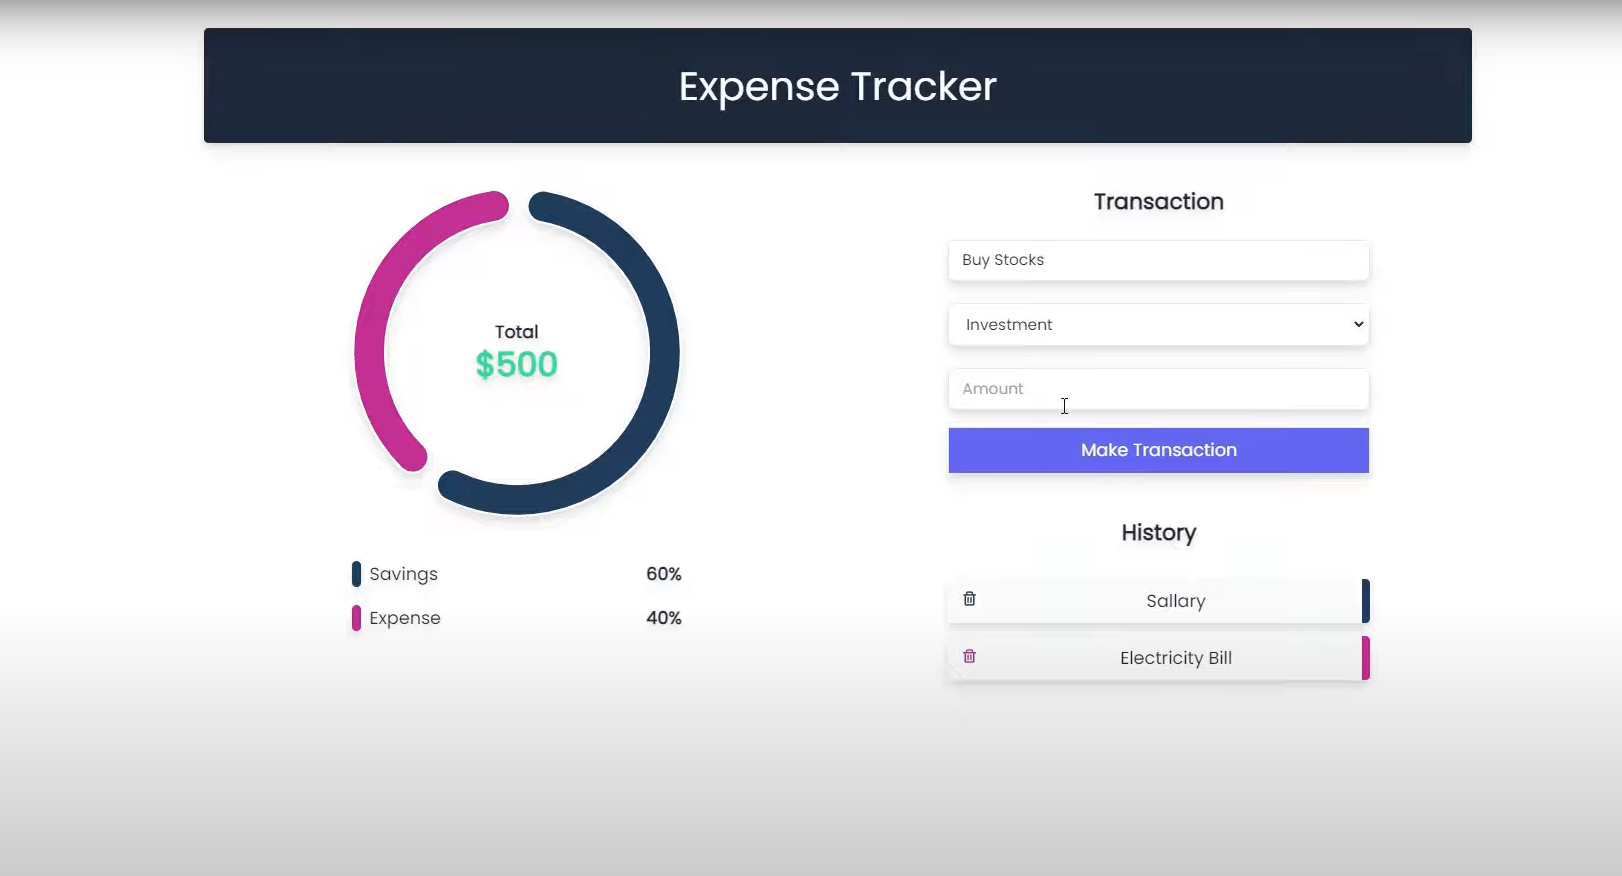 Expense Tracker
Total
$500
Savings 60%
Expense 40%
Transaction
Buy Stocks
Investment
Amount
Make Transaction
History
Sallary
Electricity Bill